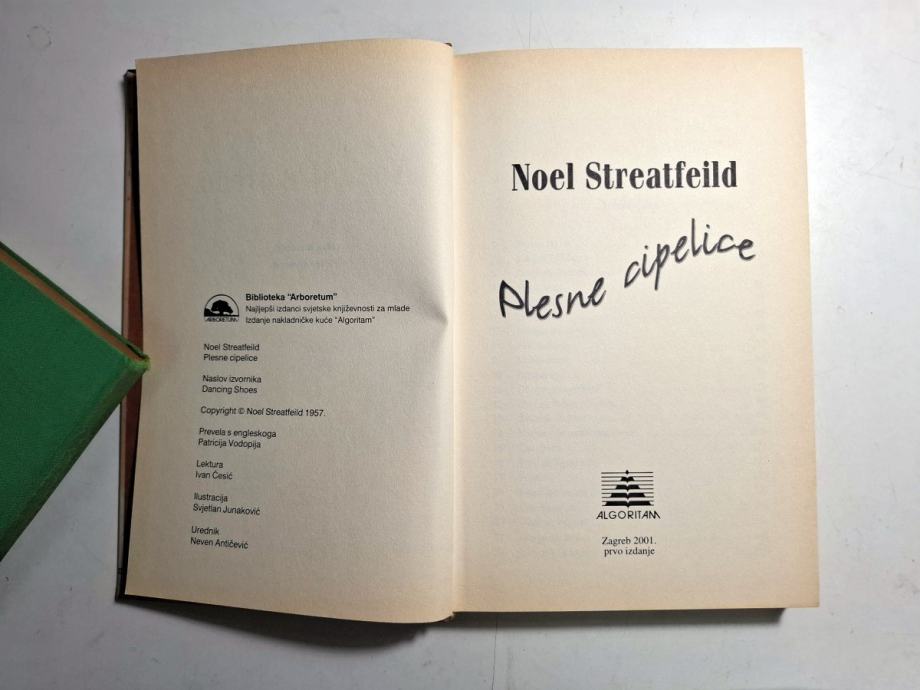 ARBORETUM
Biblioteka "Arboretum"
Najljepši izdanci svjetske književnosti za mlade
Izdanje nakladničke kuće "Algoritam"
Noel Streatfeild
Plesne cipelice
Naslov izvornika
Dancing Shoes
Copyright © Noel Streatfeild 1957.
Prevela s engleskoga
Patricija Vodopija
Lektura
Ivan Česić
Ilustracija
Svjetlan Junaković
Urednik
Neven Antičević
Noel Streatfeild
Plesne cipelice
ALGORITAM
Zagreb 2001.
prvo izdanje